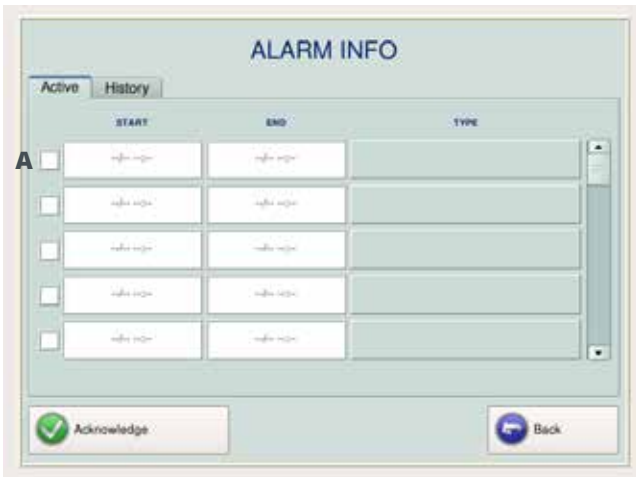 ALARM INFO
Active History
START END TYPE
A --/-- --:-- --/-- --:--
--/-- --:-- --/-- --:--
--/-- --:-- --/-- --:--
--/-- --:-- --/-- --:--
--/-- --:-- --/-- --:--
Acknowledge Back